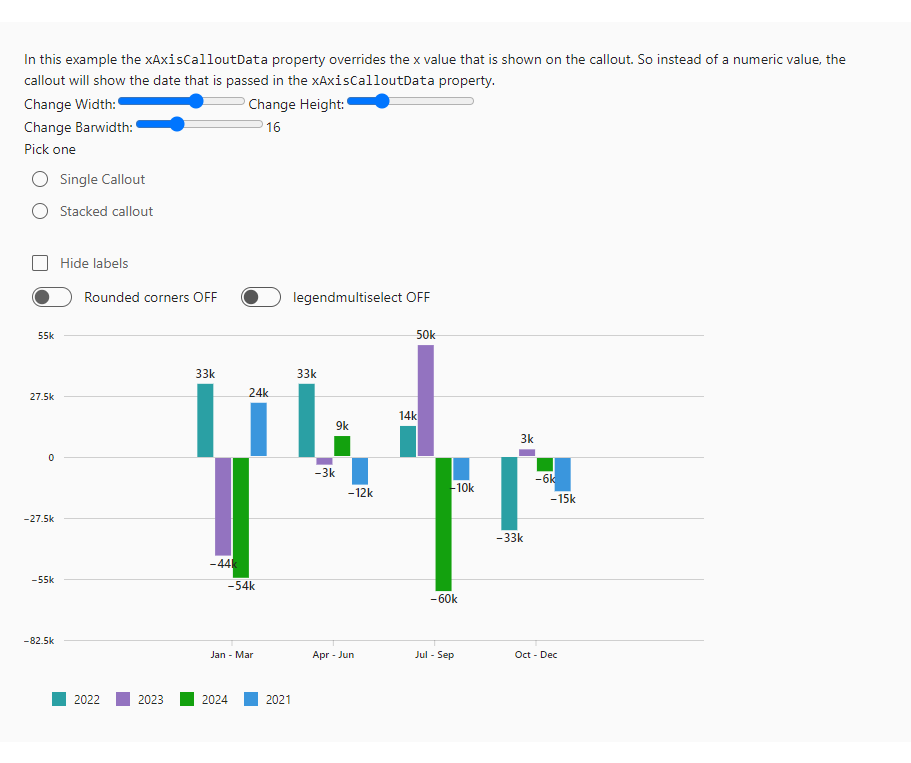 In this example the xAxisCalloutData property overrides the x value that is shown on the callout. So instead of a numeric value, the
callout will show the date that is passed in the xAxisCalloutData property.
Change Width: Change Height:
Change Barwidth: 16
Pick one
Single Callout
Stacked callout
Hide labels
Rounded corners OFF legendmultiselect OFF
55k
27.5k
0
−27.5k
−55k
−82.5k
33k
−44k
−54k
24k
33k
−3k
9k
−12k
14k
50k
−60k
−10k
−33k
3k
−6k
−15k
Jan - Mar Apr - Jun Jul - Sep Oct - Dec
2022 2023 2024 2021